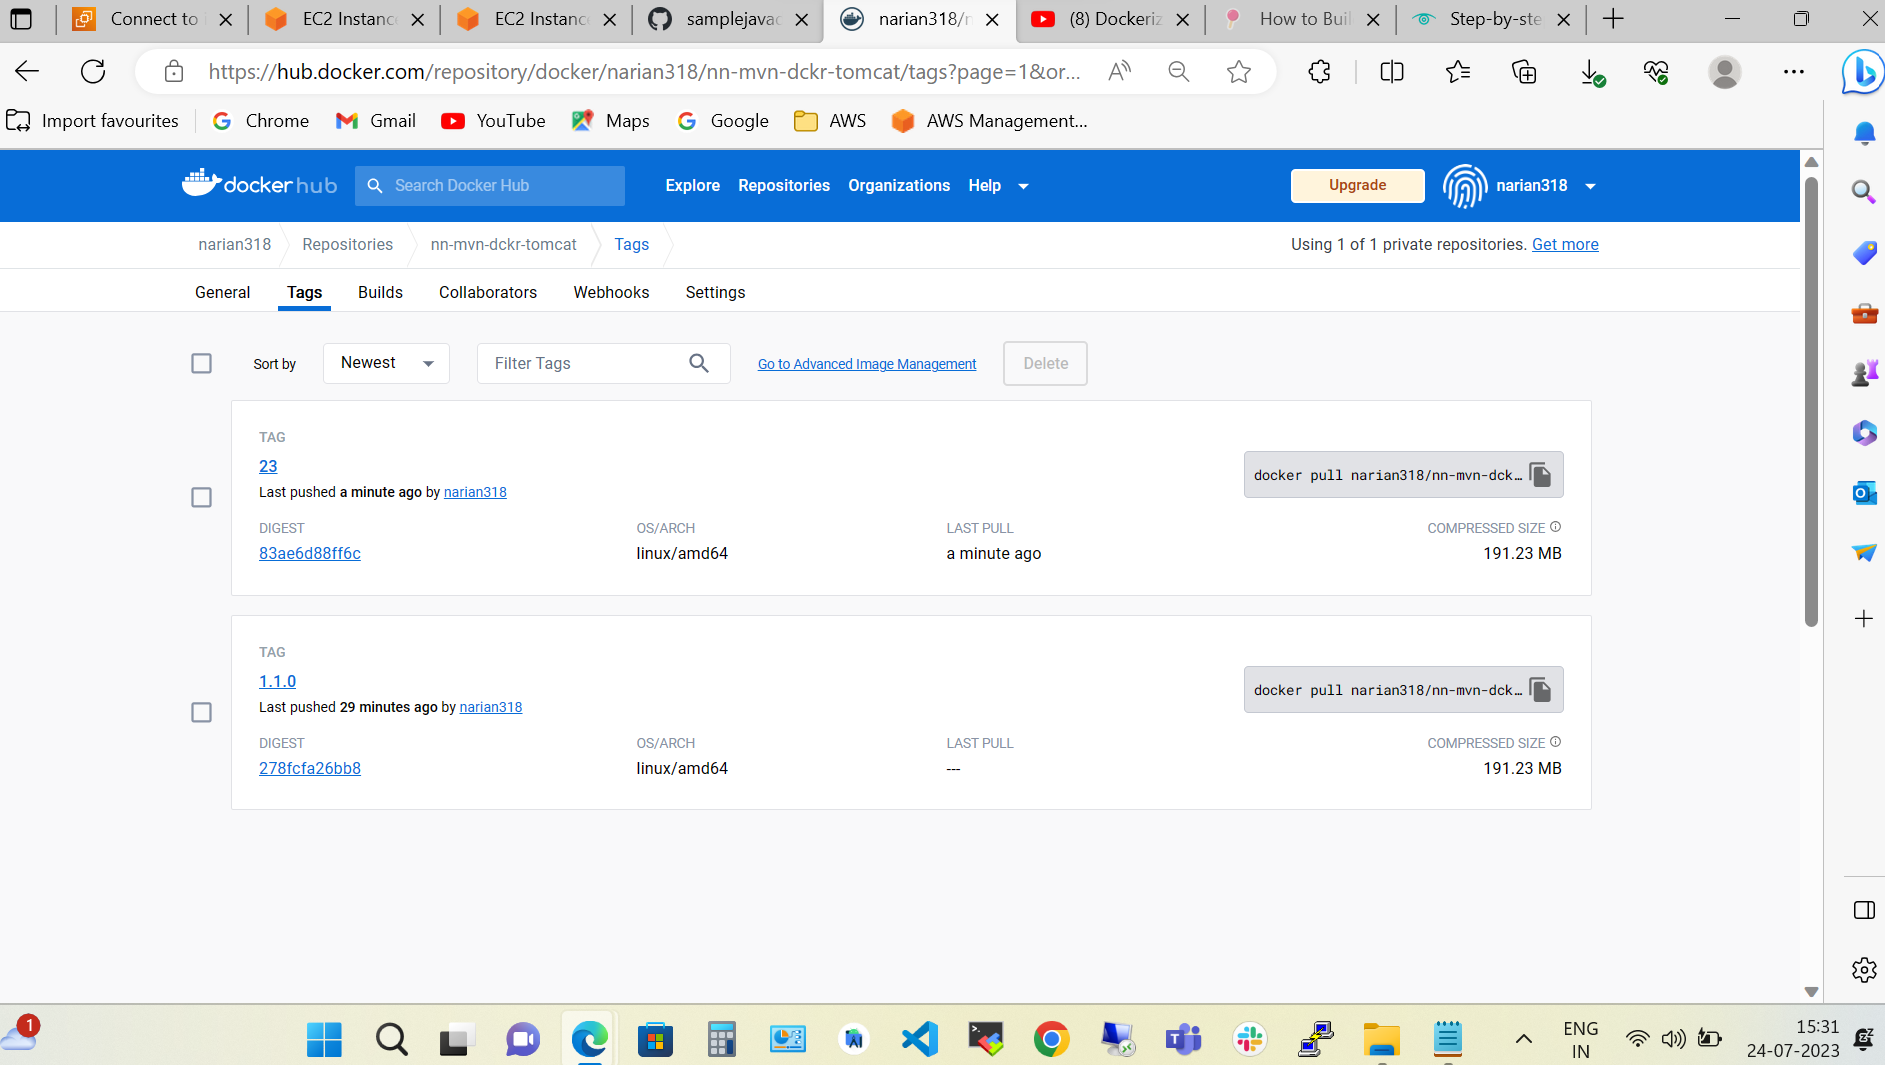 Connect to
EC2 Instanc
EC2 Instanc
samplejavac
narian318/n
(8) Dockeriz
How to Buil
Step-by-ste
https://hub.docker.com/repository/docker/narian318/nn-mvn-dckr-tomcat/tags?page=1&or...
Import favourites
Chrome
Gmail
YouTube
Maps
Google
AWS
AWS Management...
docker hub
Search Docker Hub
Explore
Repositories
Organizations
Help
Upgrade
narian318
narian318
Repositories
nn-mvn-dckr-tomcat
Tags
Using 1 of 1 private repositories. Get more
General
Tags
Builds
Collaborators
Webhooks
Settings
Sort by
Newest
Filter Tags
Go to Advanced Image Management
Delete
TAG
23
Last pushed a minute ago by narian318
docker pull narian318/nn-mvn-dck...
DIGEST
OS/ARCH
LAST PULL
COMPRESSED SIZE
83ae6d88ff6c
linux/amd64
a minute ago
191.23 MB
TAG
1.1.0
Last pushed 29 minutes ago by narian318
docker pull narian318/nn-mvn-dck...
DIGEST
OS/ARCH
LAST PULL
COMPRESSED SIZE
278fcfa26bb8
linux/amd64
---
191.23 MB
1
ENG
IN
15:31
24-07-2023